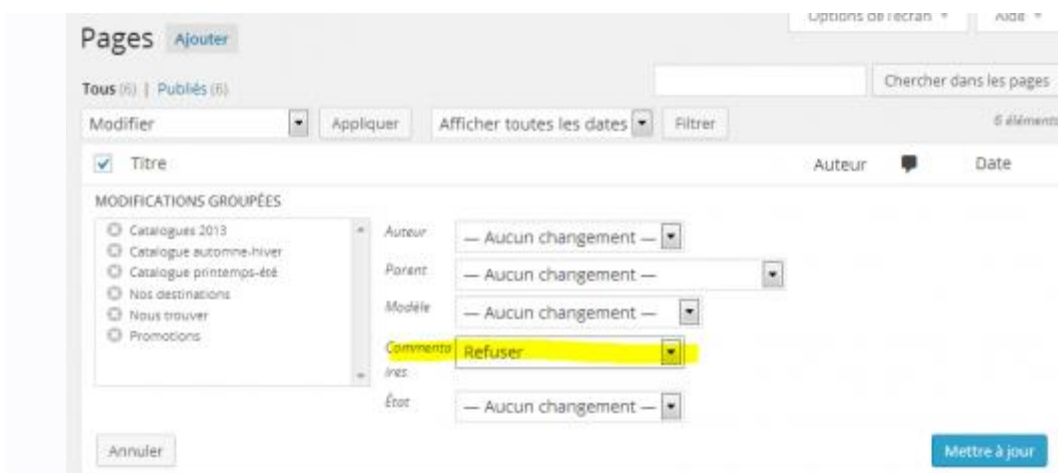 Options de l'écran Aide
Pages Ajouter
Tous (6) | Publiés (6)
Chercher dans les pages
Modifier Appliquer Afficher toutes les dates Filtrer 6 éléments
Titre Auteur Date
MODIFICATIONS GROUPÉES
Catalogues 2013
Catalogue automne-hiver
Catalogue printemps-été
Nos destinations
Nous trouver
Promotions
Auteur — Aucun changement —
Parent — Aucun changement —
Modèle — Aucun changement —
Commenta Refuser
ires
État — Aucun changement —
Annuler Mettre à jour